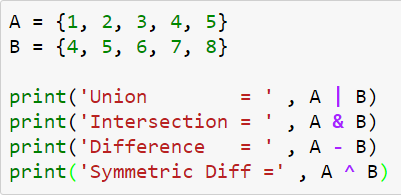 A = {1, 2, 3, 4, 5}
B = {4, 5, 6, 7, 8}
print('Union        = ' , A | B)
print('Intersection = ' , A & B)
print('Difference   = ' , A - B)
print('Symmetric Diff =' , A ^ B)